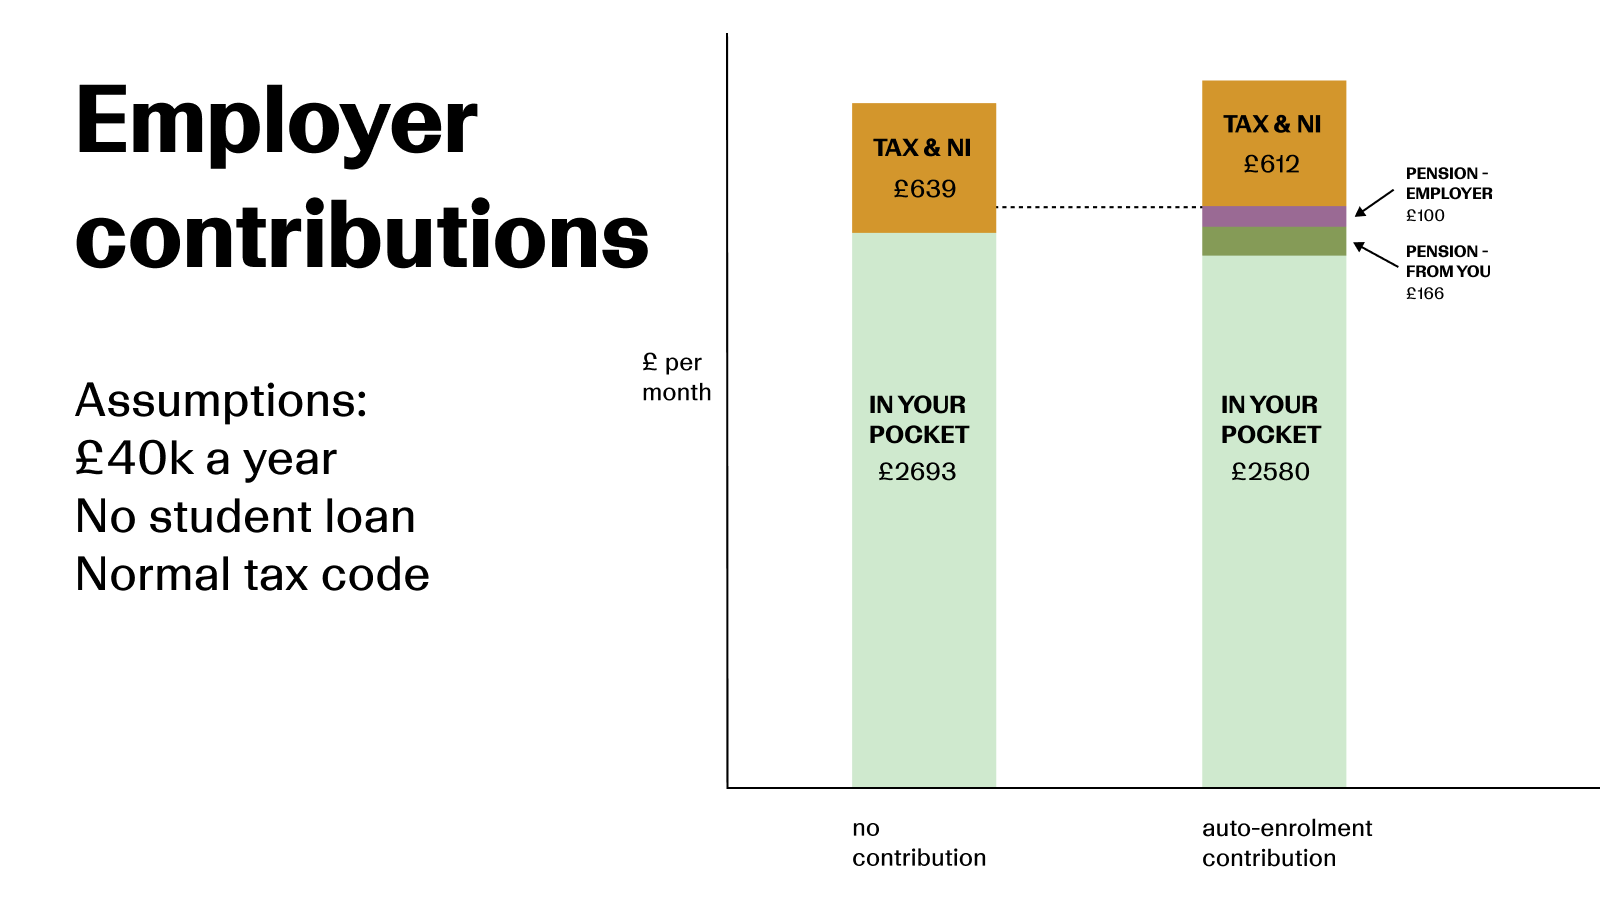 Employer
contributions
Assumptions:
£40k a year
No student loan
Normal tax code
£ per
month
TAX & NI
£639
IN YOUR
POCKET
£2693
no
contribution
TAX & NI
£612
PENSION -
EMPLOYER
£100
PENSION -
FROM YOU
£166
IN YOUR
POCKET
£2580
auto-enrolment
contribution